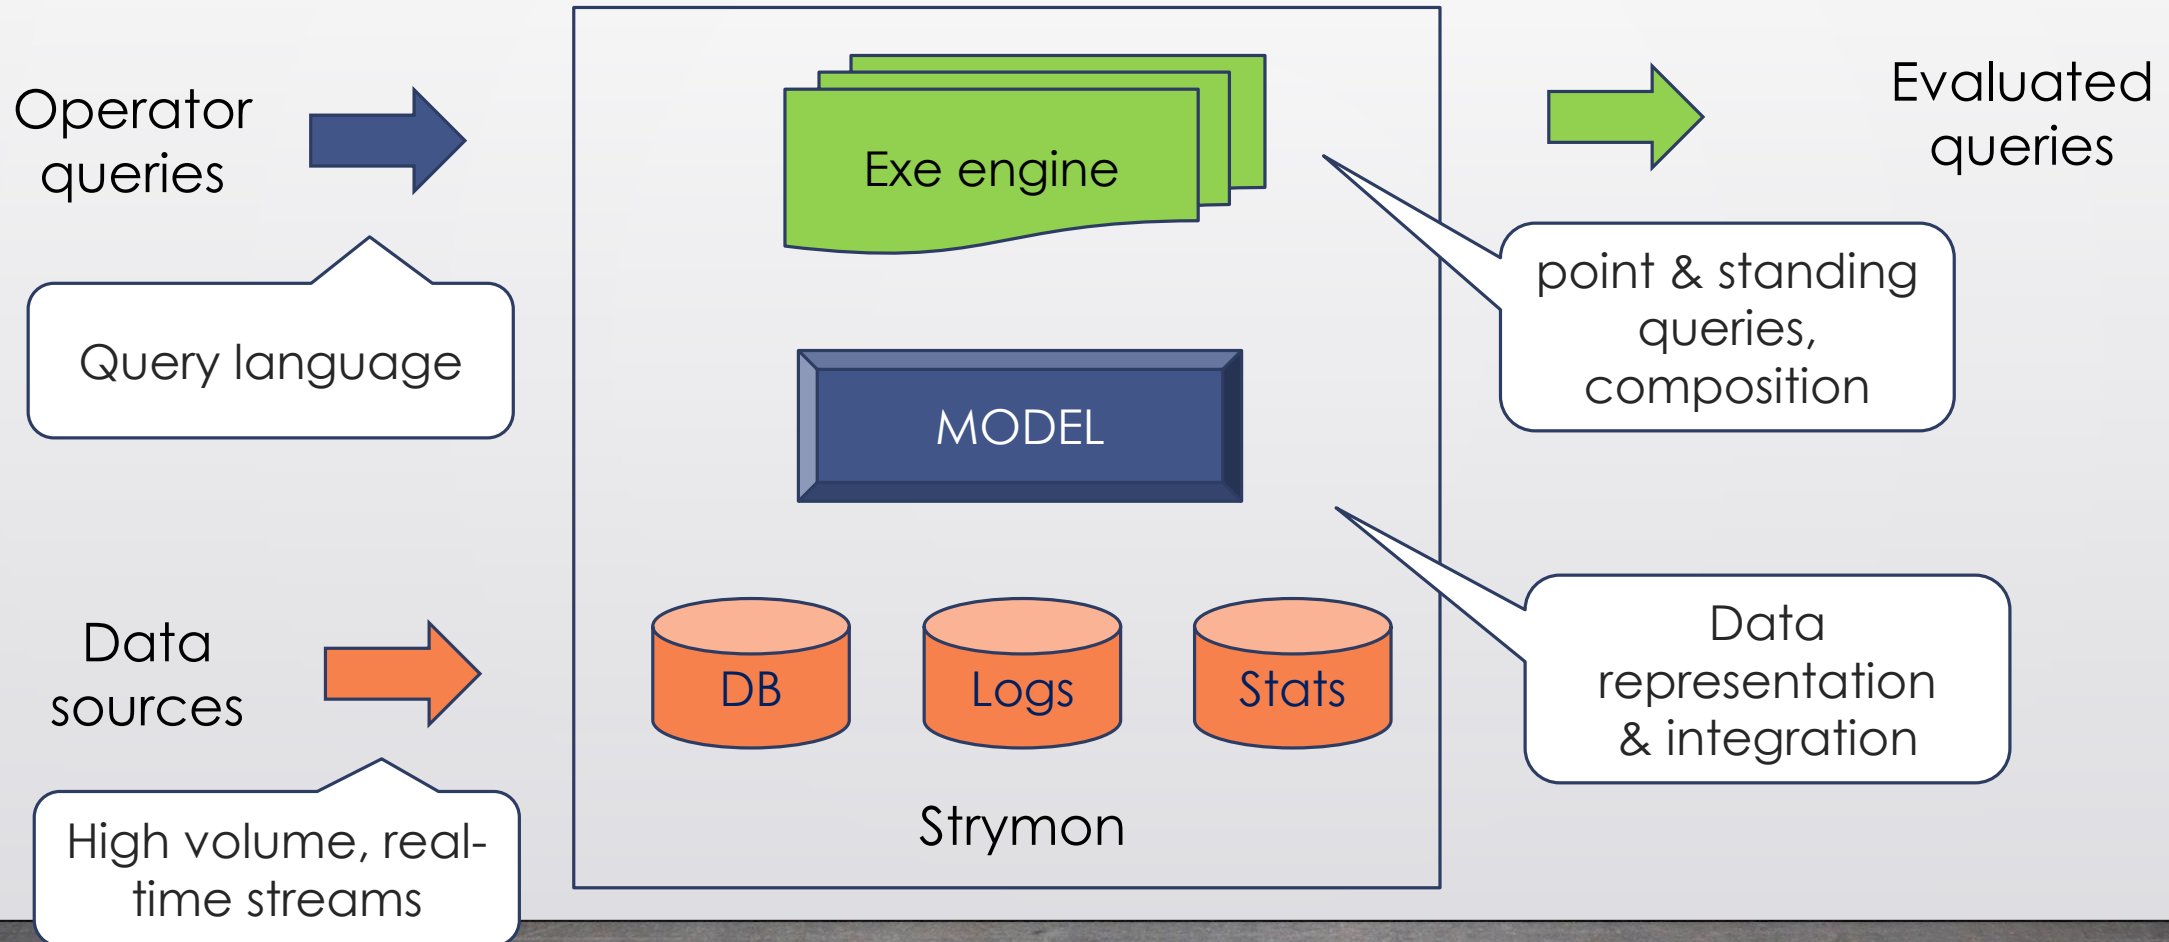 Operator
queries
Query language
Data
sources
High volume, real-
time streams
Exe engine
MODEL
DB
Logs
Stats
Strymon
Evaluated
queries
point & standing
queries,
composition
Data
representation
& integration